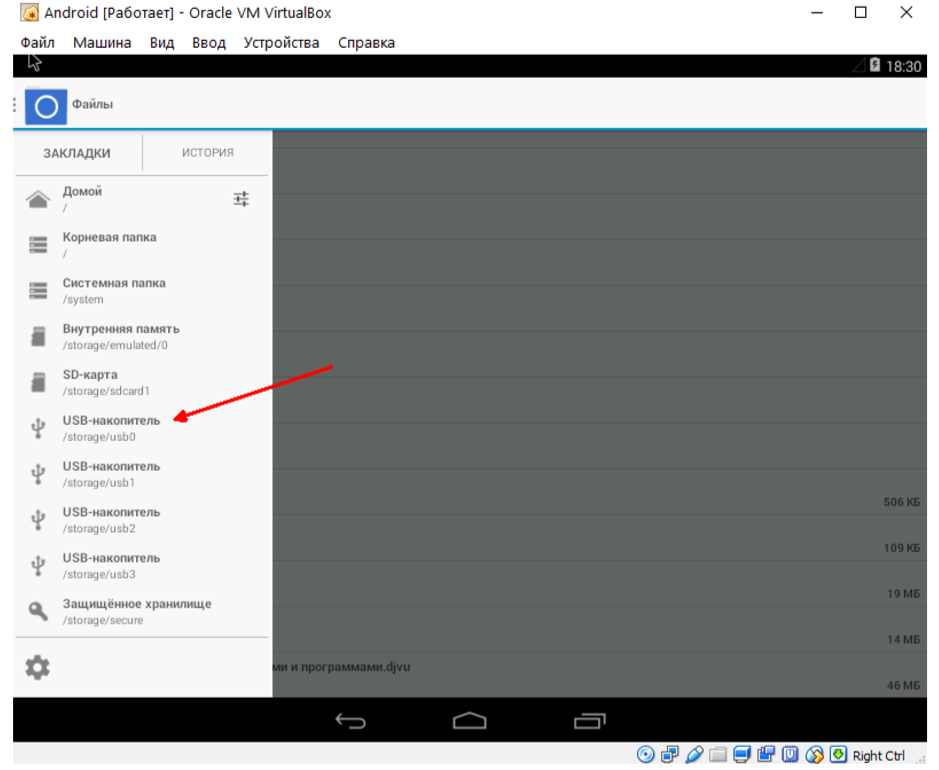 Android [Работает] - Oracle VM VirtualBox
Файл Машина Вид Ввод Устройства Справка
18:30
Файлы
ЗАКЛАДКИ ИСТОРИЯ
Домой
/
Корневая папка
/
Системная папка
/system
Внутренняя память
/storage/emulated/0
SD-карта
/storage/sdcard1
USB-накопитель
/storage/usb0
USB-накопитель
/storage/usb1
506 КБ
USB-накопитель
/storage/usb2
109 КБ
USB-накопитель
/storage/usb3
19 МБ
Защищённое хранилище
/storage/secure
14 МБ
ми и программами.djvu
46 МБ
Right Ctrl